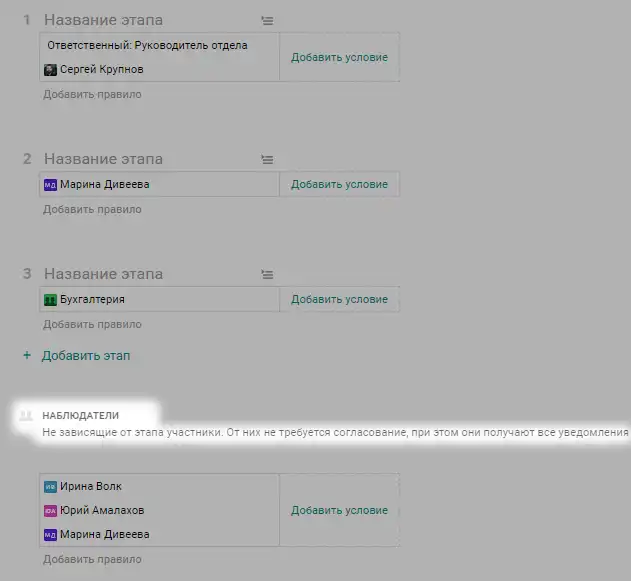 1 Название этапа
Ответственный: Руководитель отдела
Добавить условие
Сергей Крупнов
Добавить правило
2 Название этапа
МД Марина Дивеева
Добавить условие
Добавить правило
3 Название этапа
Бухгалтерия
Добавить условие
Добавить правило
+ Добавить этап
НАБЛЮДАТЕЛИ
Не зависящие от этапа участники. От них не требуется согласование, при этом они получают все уведомления
ИВ Ирина Волк
ЮА Юрий Амалахов
Добавить условие
МД Марина Дивеева
Добавить правило